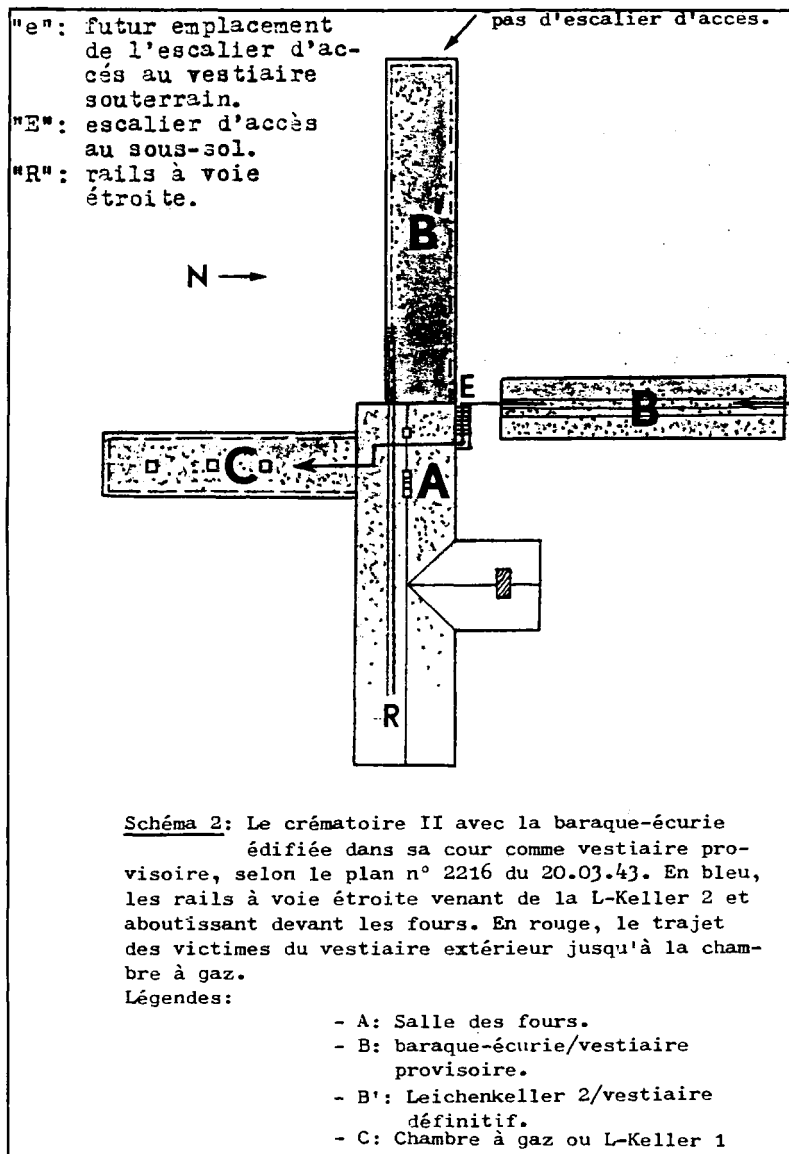 "e": futur emplacement
de l'escalier d'ac-
cés au vestiaire
souterrain.
"E": escalier d'accès
au sous-sol.
"R": rails à voie
étroite.
pas d'escalier d'accès.
N
B'
E
B
C
A
R
Schéma 2: Le crématoire II avec la baraque-écurie
édifiée dans sa cour comme vestiaire pro-
visoire, selon le plan n° 2216 du 20.03.43. En bleu,
les rails à voie étroite venant de la L-Keller 2 et
aboutissant devant les fours. En rouge, le trajet
des victimes du vestiaire extérieur jusqu'à la cham-
bre à gaz.
Légendes:
- A: Salle des fours.
- B: baraque-écurie/vestiaire
provisoire.
- B': Leichenkeller 2/vestiaire
définitif.
- C: Chambre à gaz ou L-Keller 1